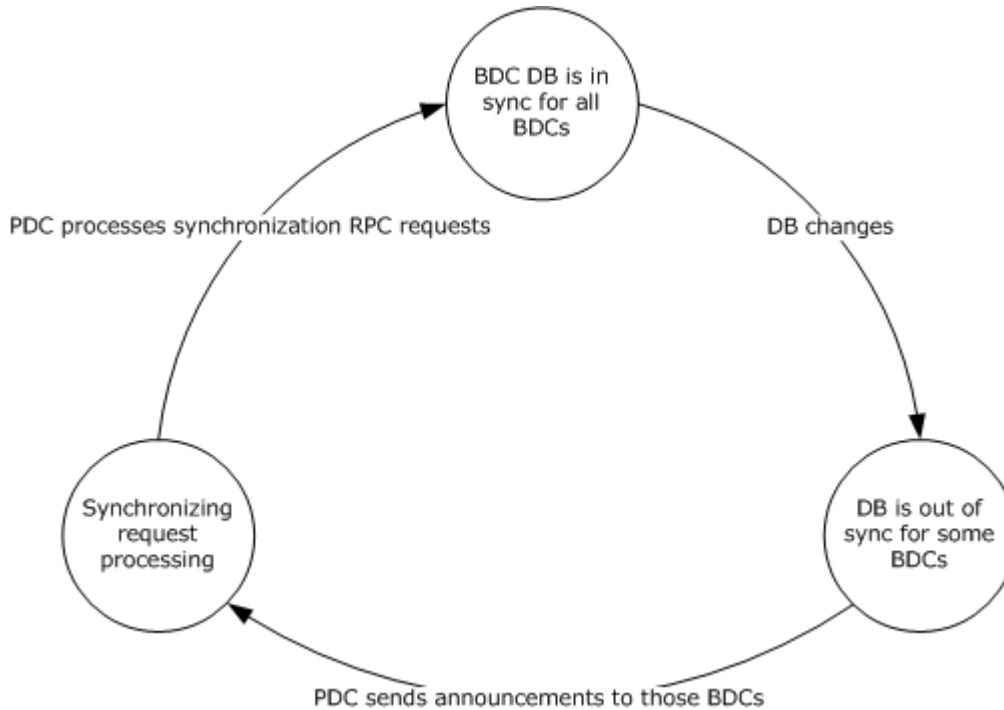 BDC DB is in
sync for all
BDCs
PDC processes synchronization RPC requests
DB changes
Synchronizing
request
processing
DB is out of
sync for some
BDCs
PDC sends announcements to those BDCs